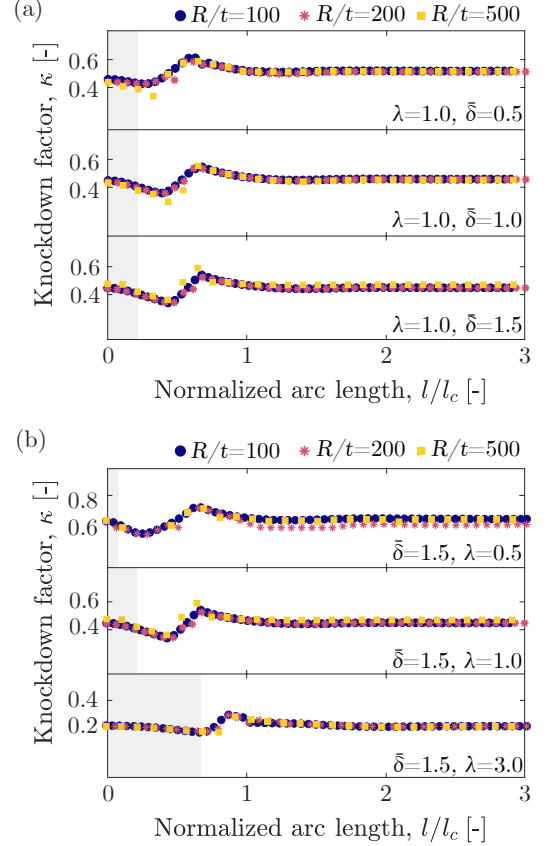 (a)
R/t=100 R/t=200 R/t=500
Knockdown factor, κ [-]
0.6
0.4
λ=1.0, δ̄=0.5
0.6
0.4
λ=1.0, δ̄=1.0
0.6
0.4
λ=1.0, δ̄=1.5
0 1 2 3
Normalized arc length, l/l_c [-]
(b)
R/t=100 R/t=200 R/t=500
Knockdown factor, κ [-]
0.8
0.6
δ̄=1.5, λ=0.5
0.6
0.4
δ̄=1.5, λ=1.0
0.4
0.2
δ̄=1.5, λ=3.0
0 1 2 3
Normalized arc length, l/l_c [-]